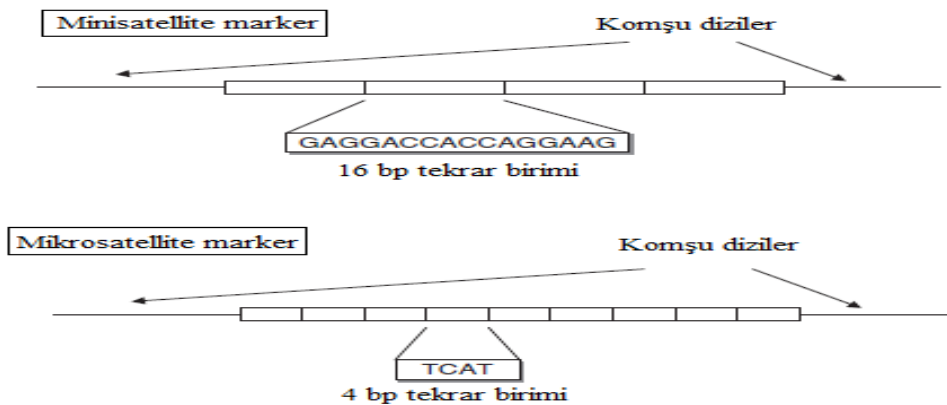 Minisatellite marker
Komşu diziler
GAGGACCACCAGGAAG
16 bp tekrar birimi
Mikrosatellite marker
Komşu diziler
TCAT
4 bp tekrar birimi